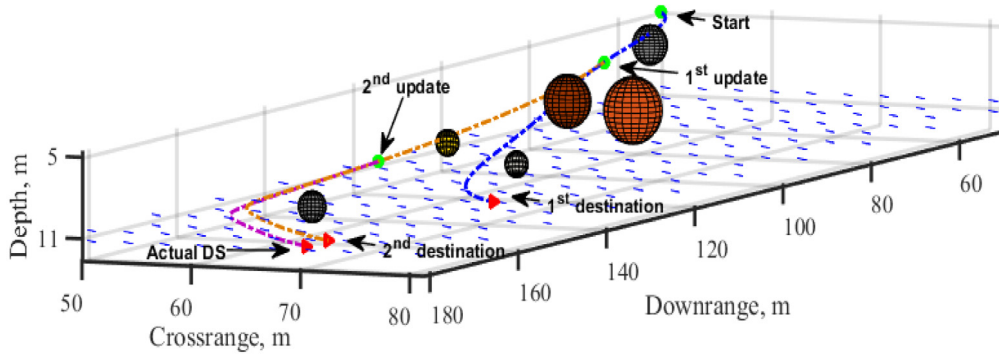 Start
1st update
2nd update
5
60
Depth, m
1st destination
80
100
11
2nd destination
Actual DS
120
140
50
160
60
70
80
180
Downrange, m
Crossrange, m